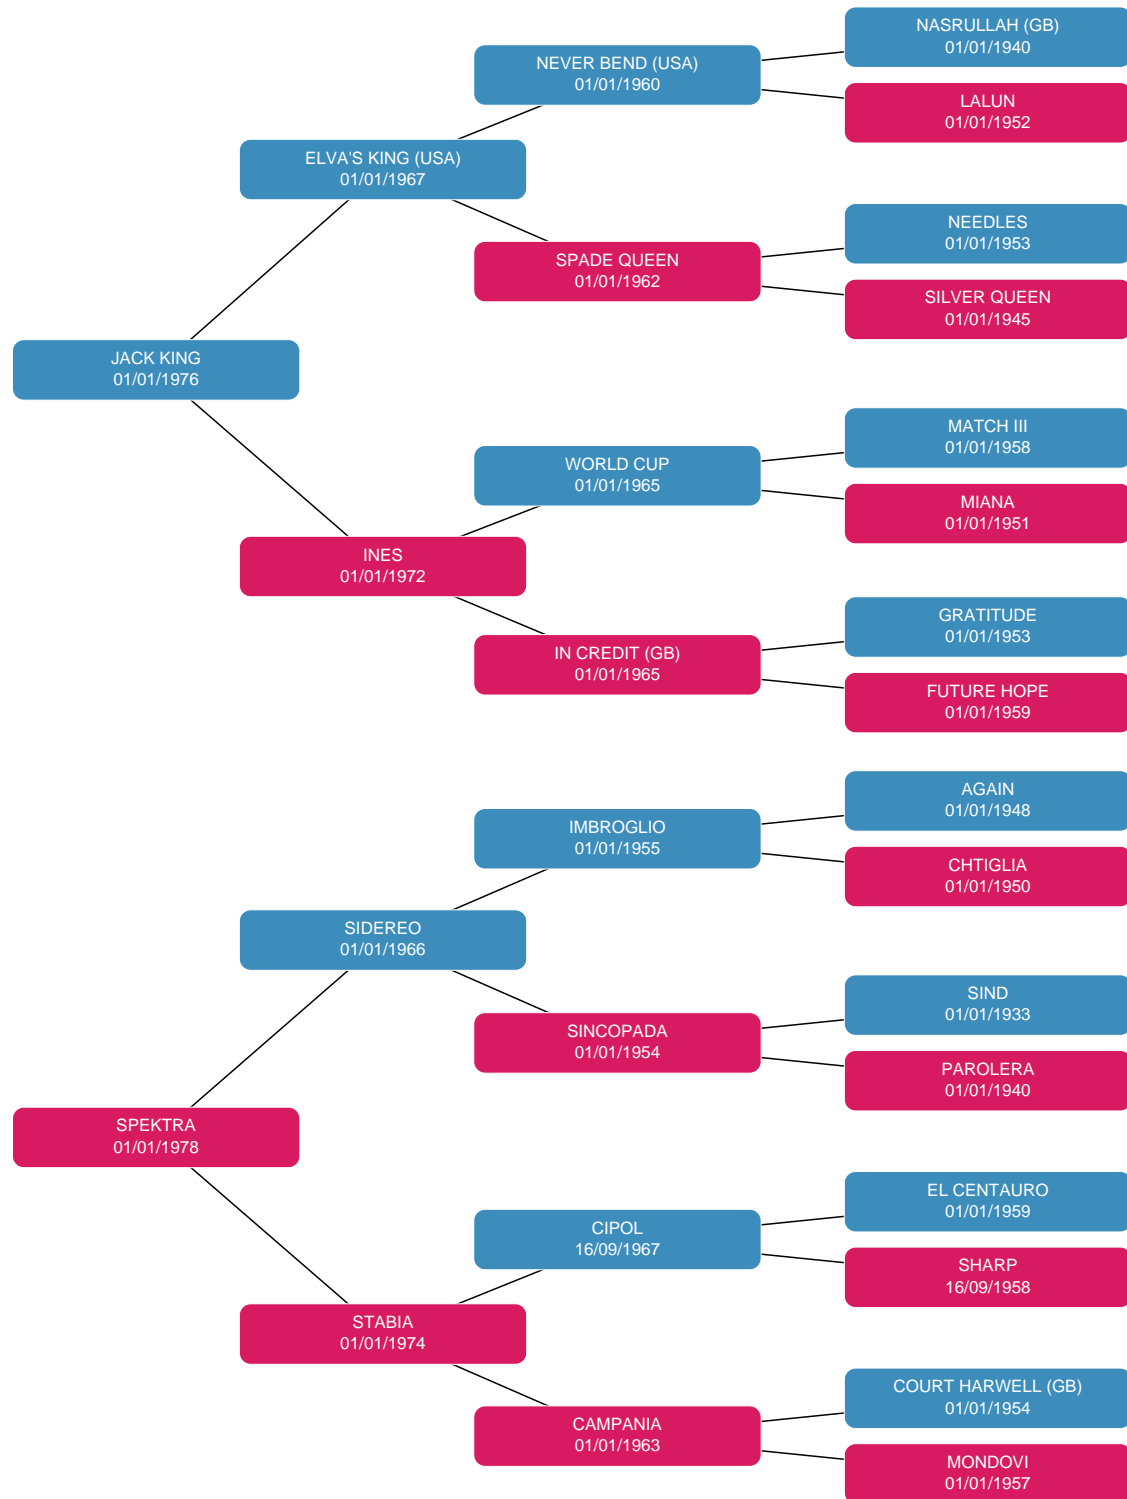 NASRULLAH (GB)
01/01/1940
NEVER BEND (USA)
01/01/1960
LALUN
01/01/1952
ELVA'S KING (USA)
01/01/1967
NEEDLES
01/01/1953
SPADE QUEEN
01/01/1962
SILVER QUEEN
01/01/1945
JACK KING
01/01/1976
MATCH III
01/01/1958
WORLD CUP
01/01/1965
MIANA
01/01/1951
INES
01/01/1972
GRATITUDE
01/01/1953
IN CREDIT (GB)
01/01/1965
FUTURE HOPE
01/01/1959
AGAIN
01/01/1948
IMBROGLIO
01/01/1955
CHTIGLIA
01/01/1950
SIDEREO
01/01/1966
SIND
01/01/1933
SINCOPADA
01/01/1954
PAROLERA
01/01/1940
SPEKTRA
01/01/1978
EL CENTAURO
01/01/1959
CIPOL
16/09/1967
SHARP
16/09/1958
STABIA
01/01/1974
COURT HARWELL (GB)
01/01/1954
CAMPANIA
01/01/1963
MONDOVI
01/01/1957